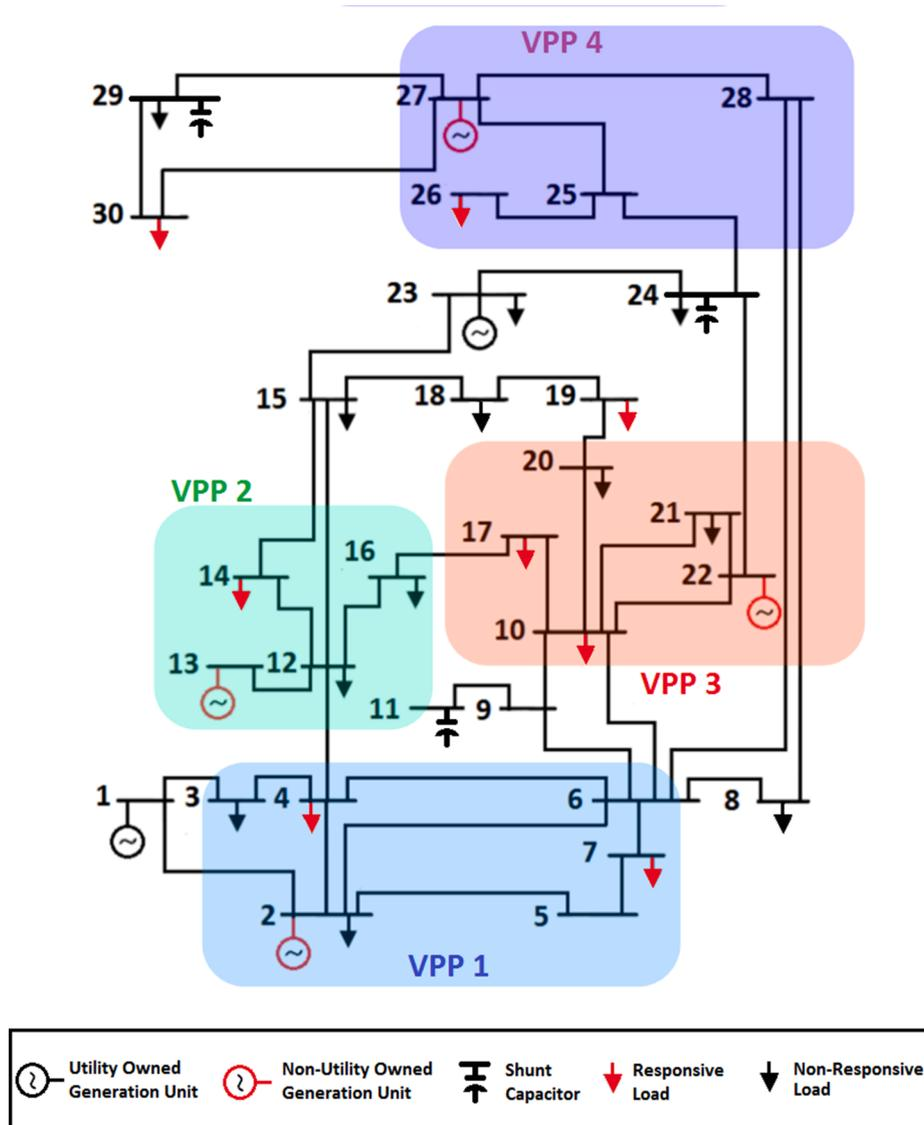 VPP 4
29
27
28
26
25
30
23
24
15
18
19
20
VPP 2
21
17
16
14
22
10
13
12
VPP 3
11
9
1
3
4
6
8
7
2
5
VPP 1
Utility Owned
Generation Unit
Non-Utility Owned
Generation Unit
Shunt
Capacitor
Responsive
Load
Non-Responsive
Load